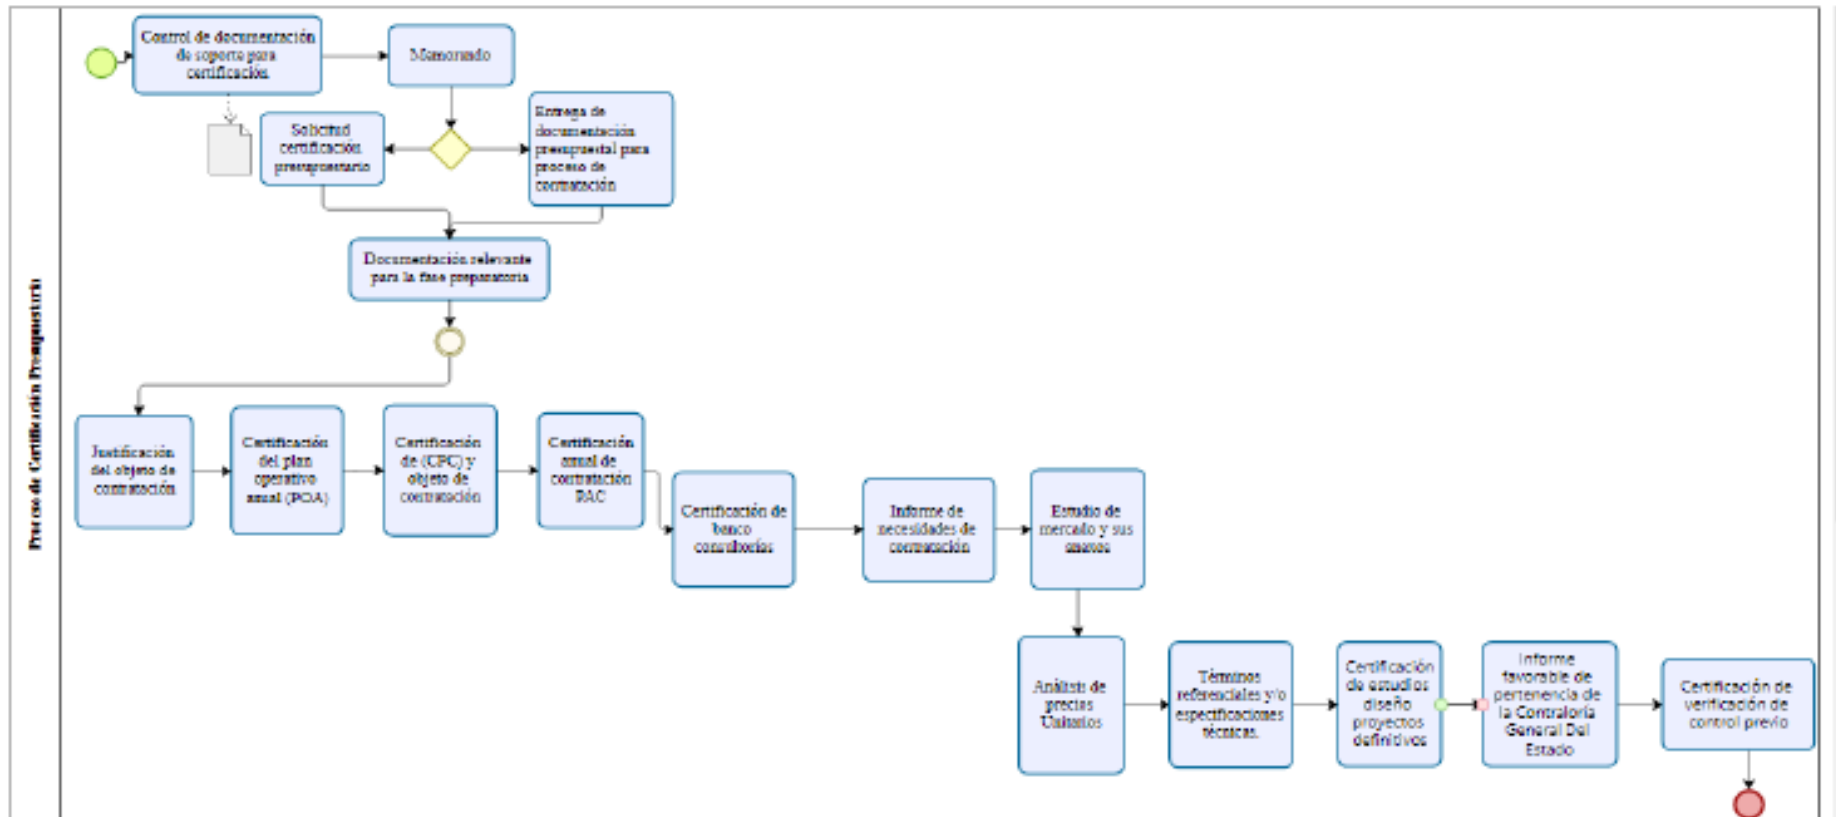 Proceso de Certificación Presupuestaria
Control de documentación
de soporte para
certificación
Memorando
Solicitud
certificación
presupuestario
Entrega de
documentación
presupuestal para
proceso de
contratación
Documentación relevante
para la fase preparatoria
Justificación
del objeto de
contratación
Certificación
del plan
operativo
anual (POA)
Certificación
de (CPC) y
objeto de
contratación
Certificación
anual de
contratación
PAC
Certificación de
banco
consultorías
Informe de
necesidades de
contratación
Estudio de
mercado y sus
anexos
Análisis de
precios
Unitarios
Términos
referenciales y/o
especificaciones
técnicas.
Certificación
de estudios
diseño
proyectos
definitivos
Informe
favorable de
pertenencia de
la Contraloría
General Del
Estado
Certificación de
verificación de
control previo